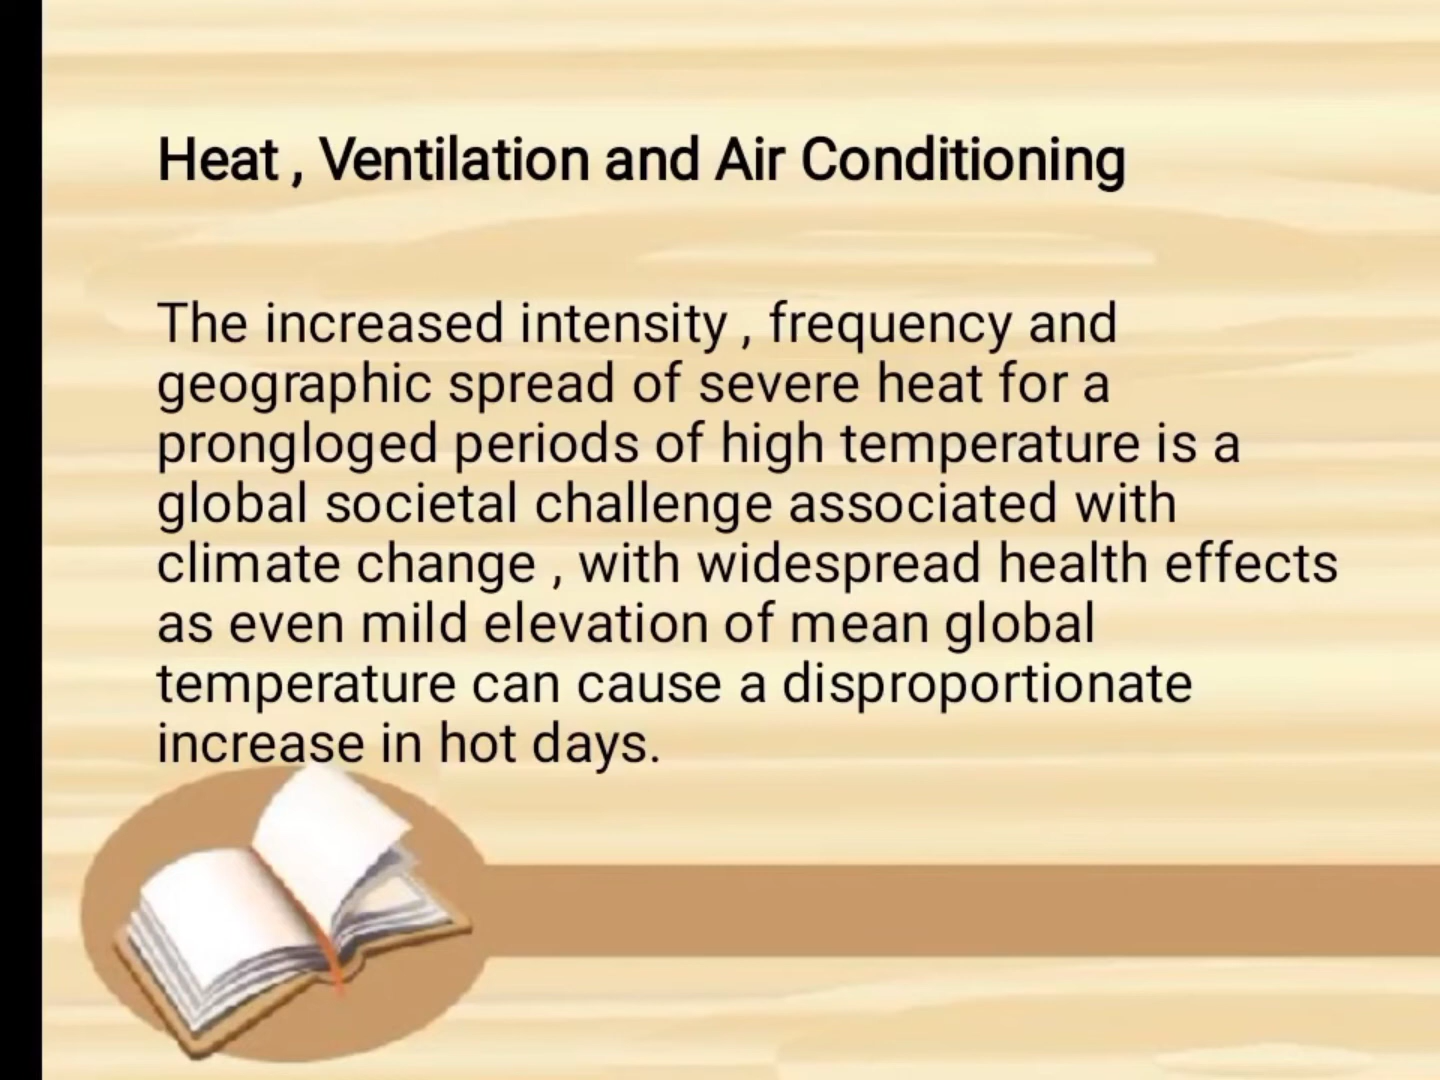 Heat , Ventilation and Air Conditioning
The increased intensity , frequency and
geographic spread of severe heat for a
prongloged periods of high temperature is a
global societal challenge associated with
climate change , with widespread health effects
as even mild elevation of mean global
temperature can cause a disproportionate
increase in hot days.